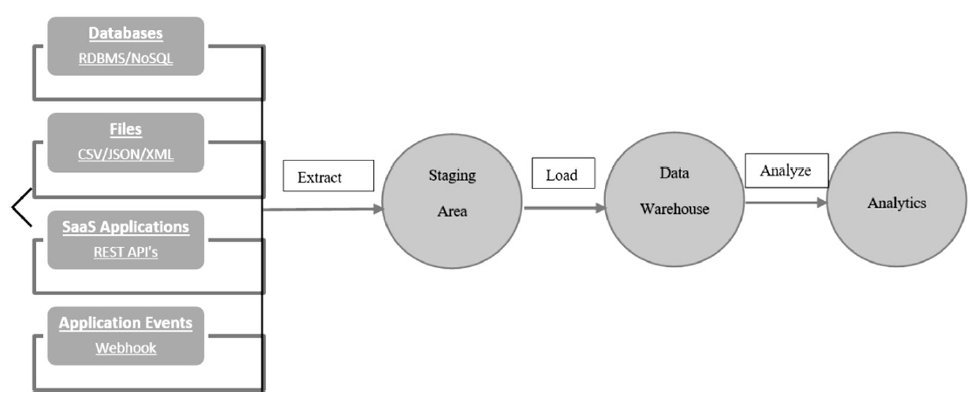 Databases
RDBMS/NoSQL
Files
CSV/JSON/XML
SaaS Applications
REST API's
Application Events
Webhook
Extract
Staging
Area
Load
Data
Warehouse
Analyze
Analytics